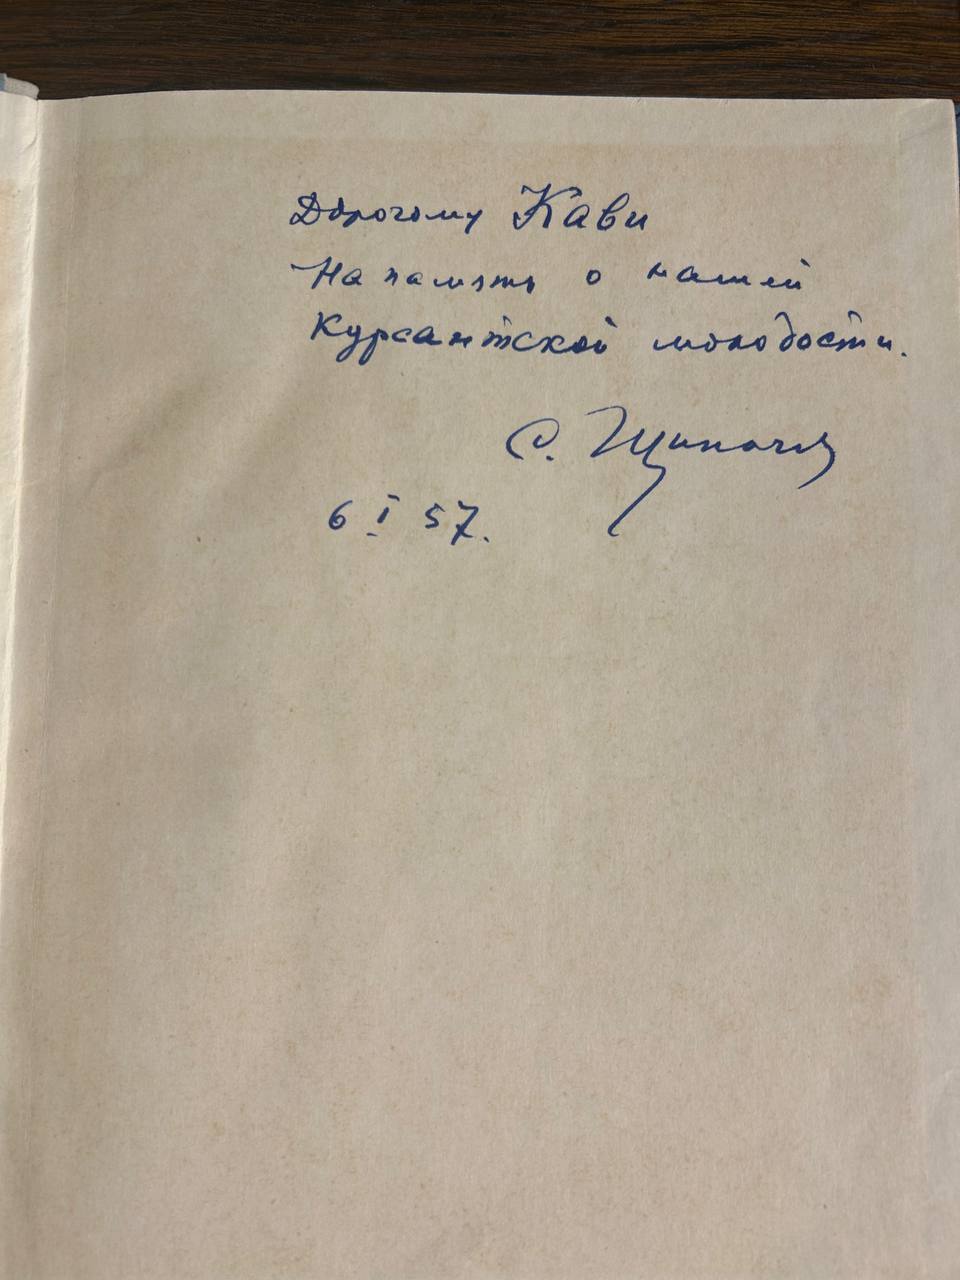 Дорогому Кави
На память о нашей
Курсантской молодости.
С. Щипачев
6 I 57.